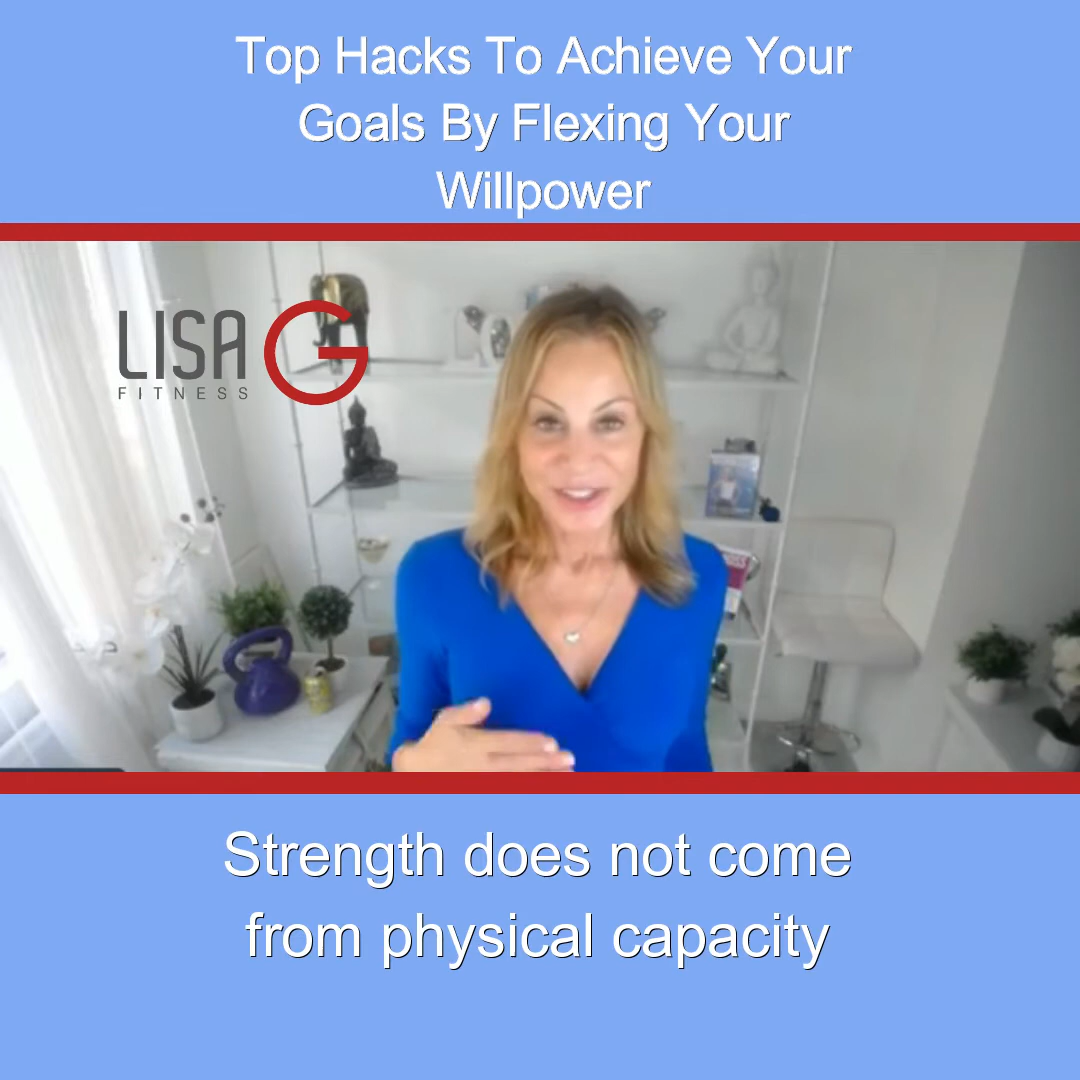 Top Hacks To Achieve Your
Goals By Flexing Your
Willpower
LISA G
FITNESS
Strength does not come
from physical capacity